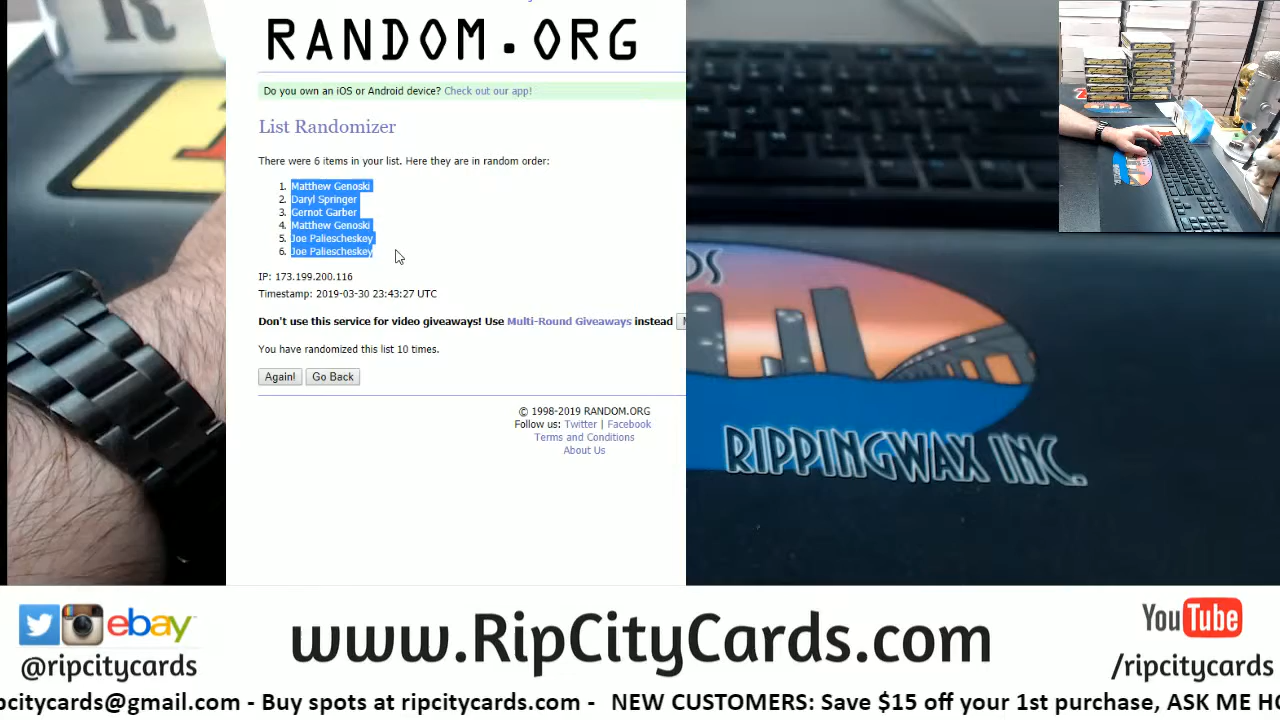 RANDOM.ORG
Do you own an iOS or Android device? Check out our app!
List Randomizer
There were 6 items in your list. Here they are in random order:
1. Matthew Genoski
2. Daryl Springer
3. Gernot Garber
4. Matthew Genoski
5. Joe Paliescheskey
6. Joe Paliescheskey
IP: 173.199.200.116
Timestamp: 2019-03-30 23:43:27 UTC
Don't use this service for video giveaways! Use Multi-Round Giveaways instead
You have randomized this list 10 times.
Again! Go Back
© 1998-2019 RANDOM.ORG
Follow us: Twitter | Facebook
Terms and Conditions
About Us
R
OS
RIPPINGWAX INC.
ebay
@ripcitycards
www.RipCityCards.com
YouTube
/ripcitycards
pcitycards@gmail.com - Buy spots at ripcitycards.com - NEW CUSTOMERS: Save $15 off your 1st purchase, ASK ME H